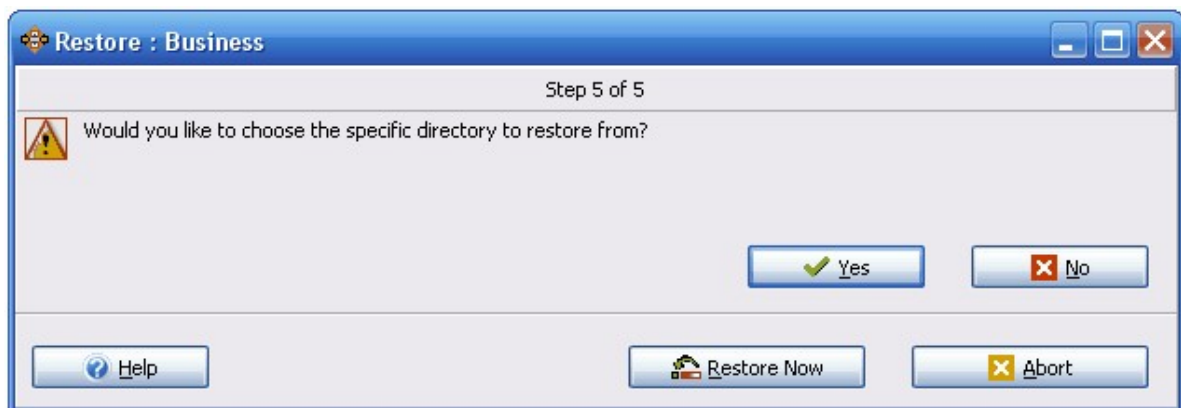 Restore : Business
Step 5 of 5
Would you like to choose the specific directory to restore from?
Yes
No
Help
Restore Now
Abort